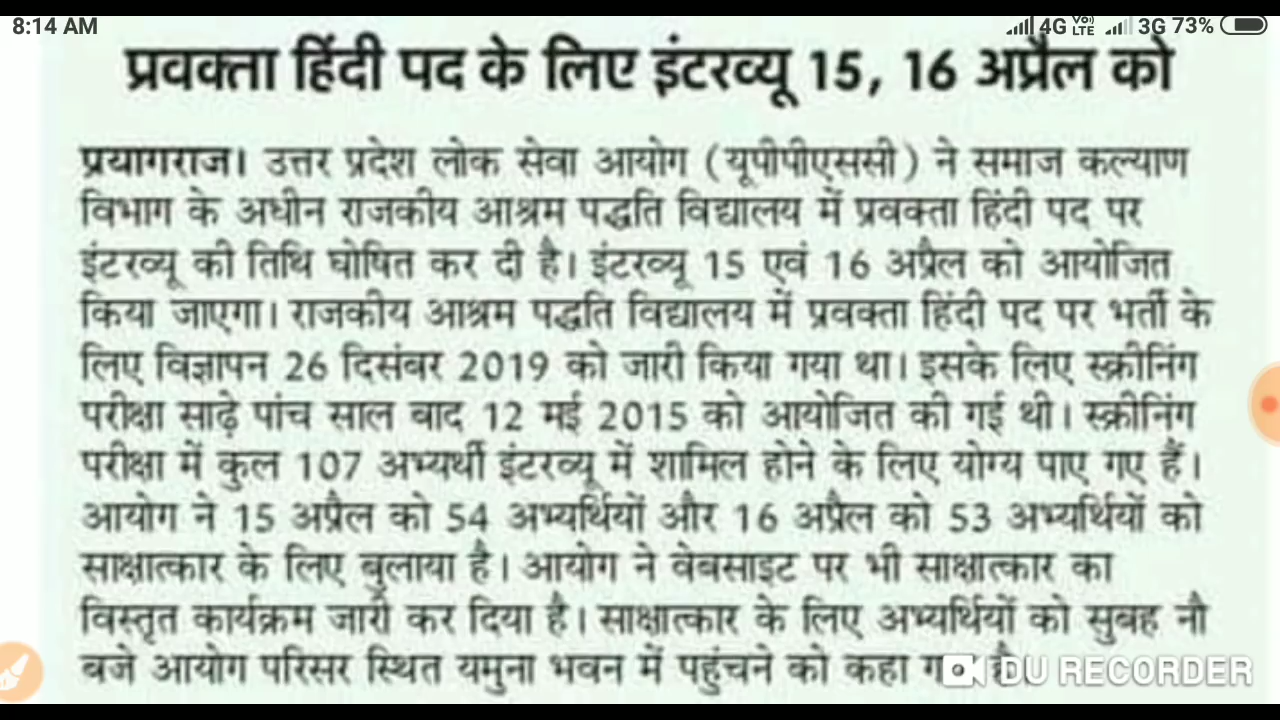 8:14 AM 4G VoI) LTE 3G 73%
प्रवक्ता हिंदी पद के लिए इंटरव्यू 15, 16 अप्रैल को
प्रयागराज। उत्तर प्रदेश लोक सेवा आयोग (यूपीपीएससी) ने समाज कल्याण
विभाग के अधीन राजकीय आश्रम पद्धति विद्यालय में प्रवक्ता हिंदी पद पर
इंटरव्यू की तिथि घोषित कर दी है। इंटरव्यू 15 एवं 16 अप्रैल को आयोजित
किया जाएगा। राजकीय आश्रम पद्धति विद्यालय में प्रवक्ता हिंदी पद पर भर्ती के
लिए विज्ञापन 26 दिसंबर 2019 को जारी किया गया था। इसके लिए स्क्रीनिंग
परीक्षा साढ़े पांच साल बाद 12 मई 2015 को आयोजित की गई थी। स्क्रीनिंग
परीक्षा में कुल 107 अभ्यर्थी इंटरव्यू में शामिल होने के लिए योग्य पाए गए हैं।
आयोग ने 15 अप्रैल को 54 अभ्यर्थियों और 16 अप्रैल को 53 अभ्यर्थियों को
साक्षात्कार के लिए बुलाया है। आयोग ने वेबसाइट पर भी साक्षात्कार का
विस्तृत कार्यक्रम जारी कर दिया है। साक्षात्कार के लिए अभ्यर्थियों को सुबह नौ
बजे आयोग परिसर स्थित यमुना भवन में पहुंचने को कहा DU RECORDER